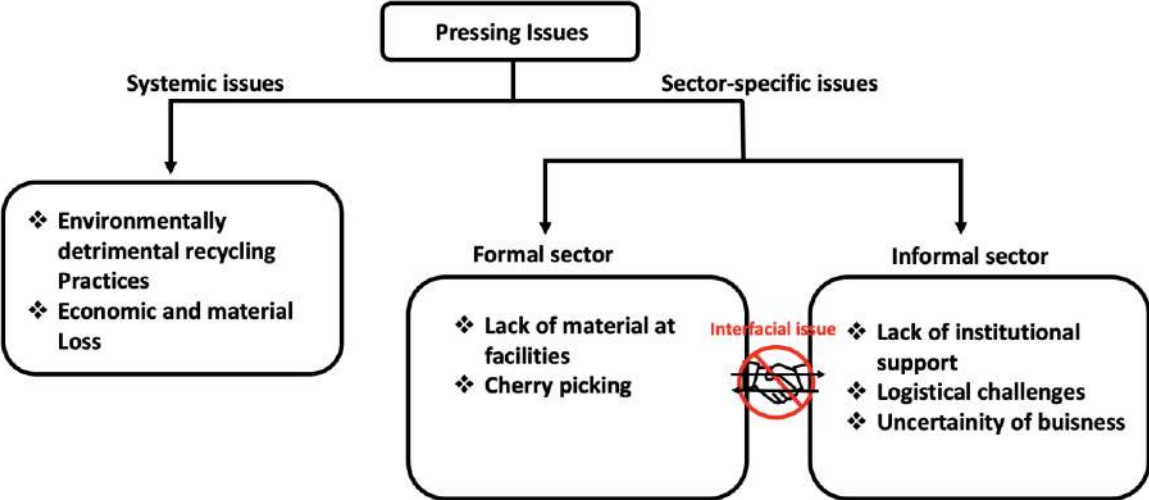 Pressing Issues
Systemic issues
Sector-specific issues
❖ Environmentally
detrimental recycling
Practices
❖ Economic and material
Loss
Formal sector
❖ Lack of material at
facilities
❖ Cherry picking
Interfacial issue
Informal sector
❖ Lack of institutional
support
❖ Logistical challenges
❖ Uncertainity of buisness